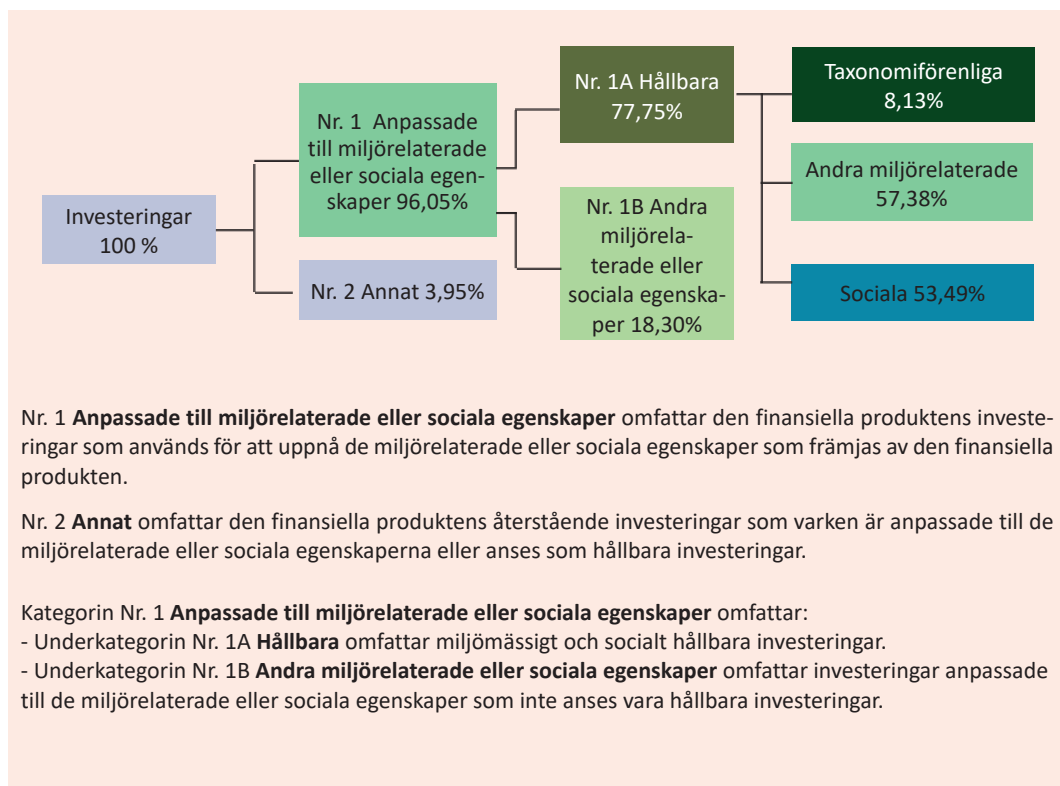 Investeringar
100 %
Nr. 1 Anpassade
till miljörelaterade
eller sociala egen-
skaper 96,05%
Nr. 2 Annat 3,95%
Nr. 1A Hållbara
77,75%
Nr. 1B Andra
miljörela-
terade eller
sociala egenska-
per 18,30%
Taxonomiförenliga
8,13%
Andra miljörelaterade
57,38%
Sociala 53,49%
Nr. 1 Anpassade till miljörelaterade eller sociala egenskaper omfattar den finansiella produktens investe-
ringar som används för att uppnå de miljörelaterade eller sociala egenskaper som främjas av den finansiella
produkten.
Nr. 2 Annat omfattar den finansiella produktens återstående investeringar som varken är anpassade till de
miljörelaterade eller sociala egenskaperna eller anses som hållbara investeringar.
Kategorin Nr. 1 Anpassade till miljörelaterade eller sociala egenskaper omfattar:
- Underkategorin Nr. 1A Hållbara omfattar miljömässigt och socialt hållbara investeringar.
- Underkategorin Nr. 1B Andra miljörelaterade eller sociala egenskaper omfattar investeringar anpassade
till de miljörelaterade eller sociala egenskaper som inte anses vara hållbara investeringar.